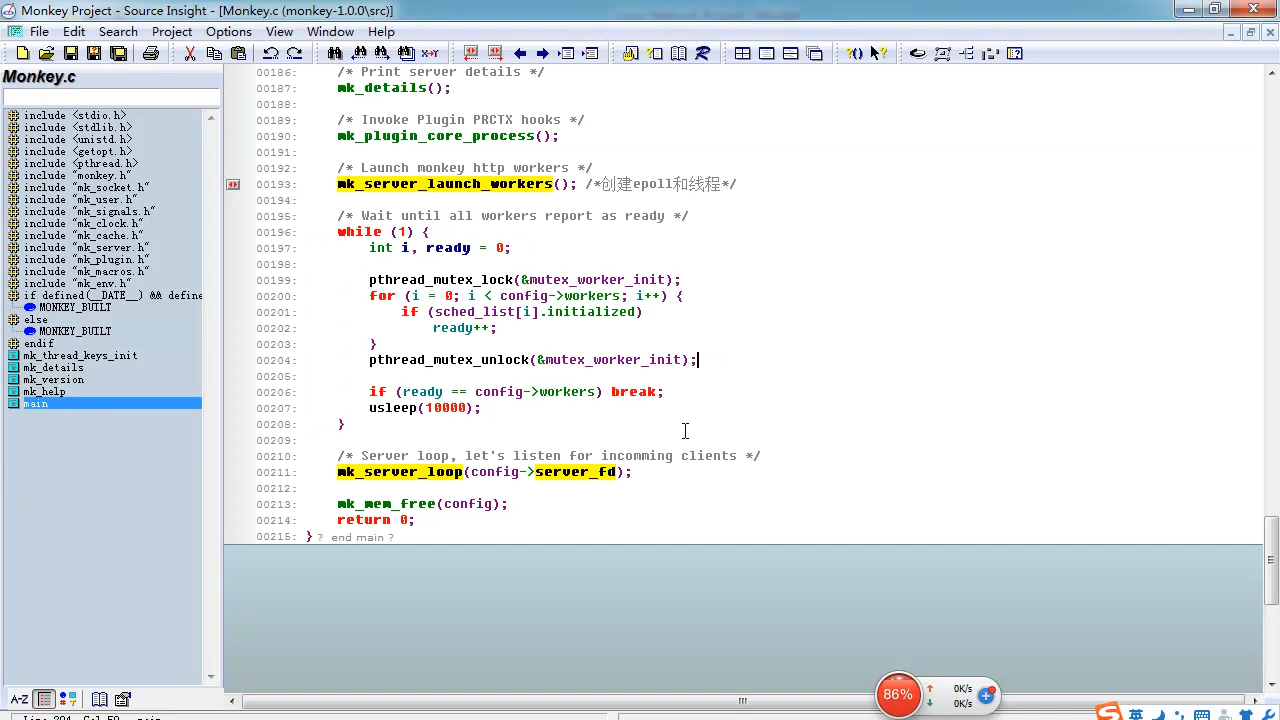 Monkey Project - Source Insight - [Monkey.c (monkey-1.0.0\src)]
File Edit Search Project Options View Window Help
Monkey.c
include <stdio.h>
include <stdlib.h>
include <unistd.h>
include <getopt.h>
include <pthread.h>
include "monkey.h"
include "mk_socket.h"
include "mk_user.h"
include "mk_signals.h"
include "mk_clock.h"
include "mk_cache.h"
include "mk_server.h"
include "mk_plugin.h"
include "mk_macros.h"
include "mk_env.h"
if defined(__DATE__) && define
MONKEY_BUILT
else
MONKEY_BUILT
endif
mk_thread_keys_init
mk_details
mk_version
mk_help
main
A-Z
00186: /* Print server details */
00187: mk_details();
00188:
00189: /* Invoke Plugin PRCTX hooks */
00190: mk_plugin_core_process();
00191:
00192: /* Launch monkey http workers */
00193: mk_server_launch_workers(); /*创建epoll和线程*/
00194:
00195: /* Wait until all workers report as ready */
00196: while (1) {
00197: int i, ready = 0;
00198:
00199: pthread_mutex_lock(&mutex_worker_init);
00200: for (i = 0; i < config->workers; i++) {
00201: if (sched_list[i].initialized)
00202: ready++;
00203: }
00204: pthread_mutex_unlock(&mutex_worker_init);
00205:
00206: if (ready == config->workers) break;
00207: usleep(10000);
00208: }
00209:
00210: /* Server loop, let's listen for incomming clients */
00211: mk_server_loop(config->server_fd);
00212:
00213: mk_mem_free(config);
00214: return 0;
00215: } ? end main ?
86%
0K/s
0K/s
英